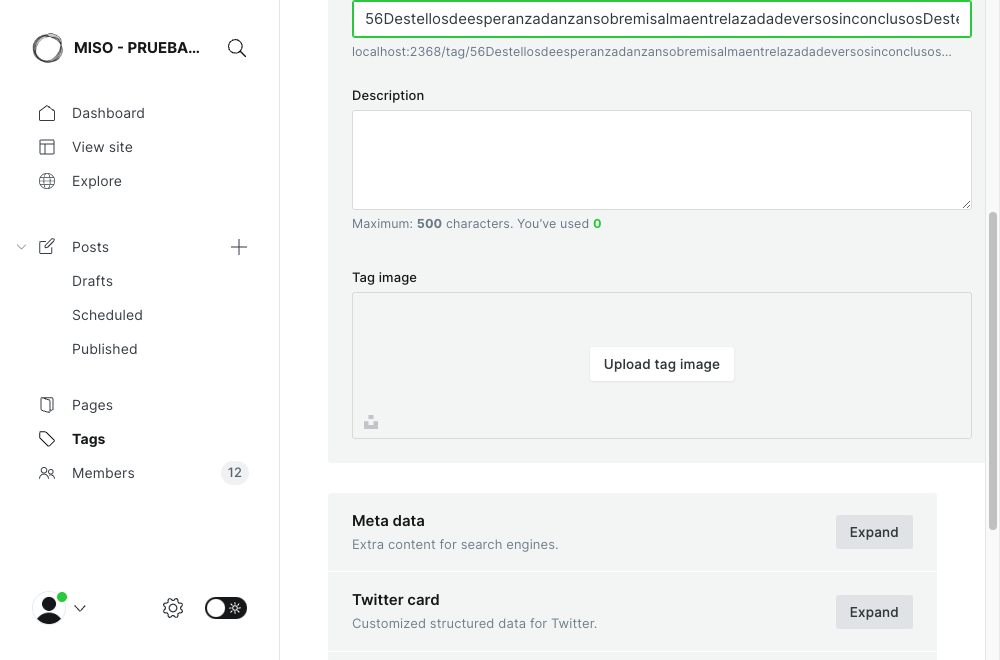 MISO - PRUEBA...
Dashboard
View site
Explore
Posts
Drafts
Scheduled
Published
Pages
Tags
Members 12
56Destellosdeesperanzadanzansobremisalmaentrelazadadeversosinconclusos
localhost:2368/tag/56Destellosdeesperanzadanzansobremisalmaentrelazadadeversosinconclusos...
Description
Maximum: 500 characters. You’ve used 0
Tag image
Upload tag image
Meta data
Extra content for search engines.
Expand
Twitter card
Customized structured data for Twitter.
Expand